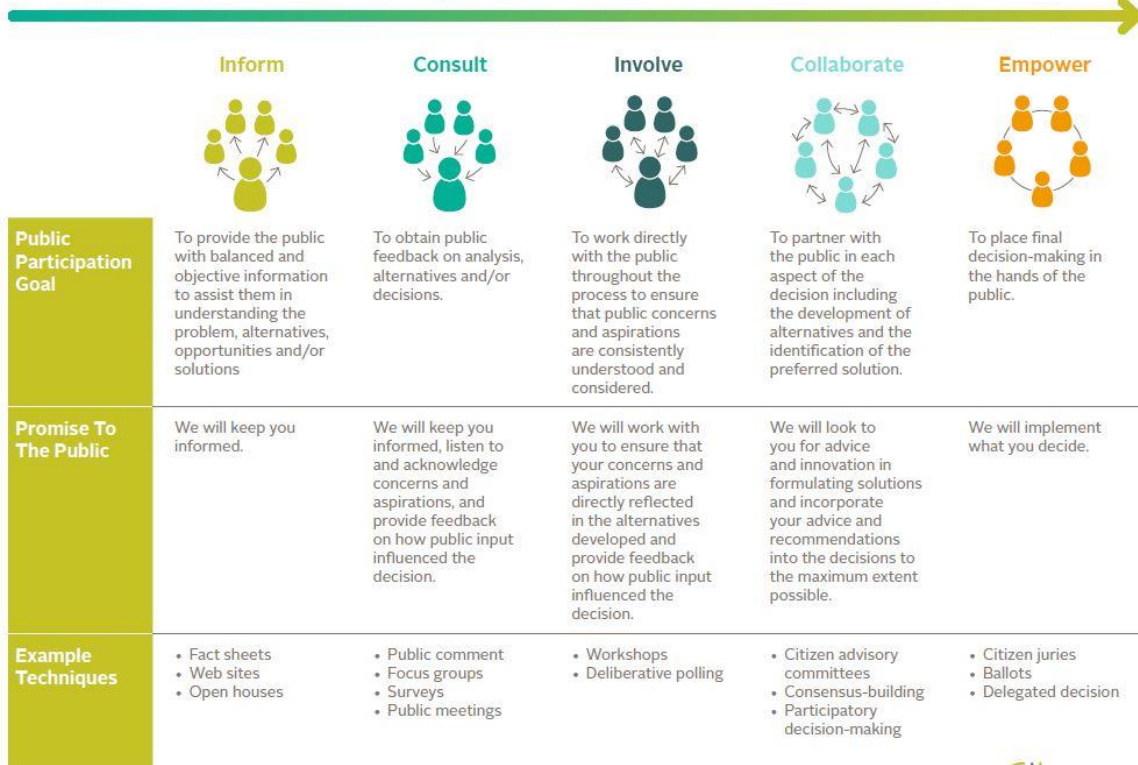 Inform
Consult
Involve
Collaborate
Empower
Public
Participation
Goal
To provide the public
with balanced and
objective information
to assist them in
understanding the
problem, alternatives,
opportunities and/or
solutions
To obtain public
feedback on analysis,
alternatives and/or
decisions.
To work directly
with the public
throughout the
process to ensure
that public concerns
and aspirations
are consistently
understood and
considered.
To partner with
the public in each
aspect of the
decision including
the development of
alternatives and the
identification of the
preferred solution.
To place final
decision-making in
the hands of the
public.
Promise To
The Public
We will keep you
informed.
We will keep you
informed, listen to
and acknowledge
concerns and
aspirations, and
provide feedback
on how public input
influenced the
decision.
We will work with
you to ensure that
your concerns and
aspirations are
directly reflected
in the alternatives
developed and
provide feedback
on how public input
influenced the
decision.
We will look to
you for advice
and innovation in
formulating solutions
and incorporate
your advice and
recommendations
into the decisions to
the maximum extent
possible.
We will implement
what you decide.
Example
Techniques
• Fact sheets
• Web sites
• Open houses
• Public comment
• Focus groups
• Surveys
• Public meetings
• Workshops
• Deliberative polling
• Citizen advisory
committees
• Consensus-building
• Participatory
decision-making
• Citizen juries
• Ballots
• Delegated decision